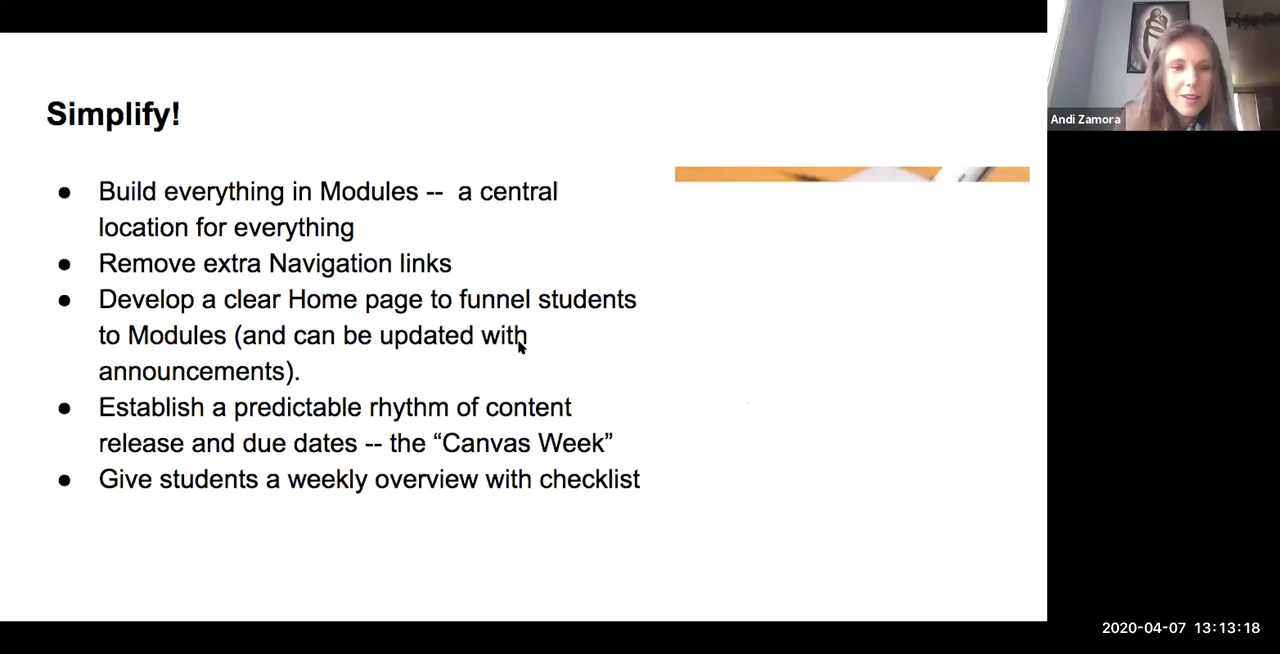 Simplify!
● Build everything in Modules --  a central
location for everything
● Remove extra Navigation links
● Develop a clear Home page to funnel students
to Modules (and can be updated with
announcements).
● Establish a predictable rhythm of content
release and due dates -- the “Canvas Week”
● Give students a weekly overview with checklist
Andi Zamora
2020-04-07 13:13:18